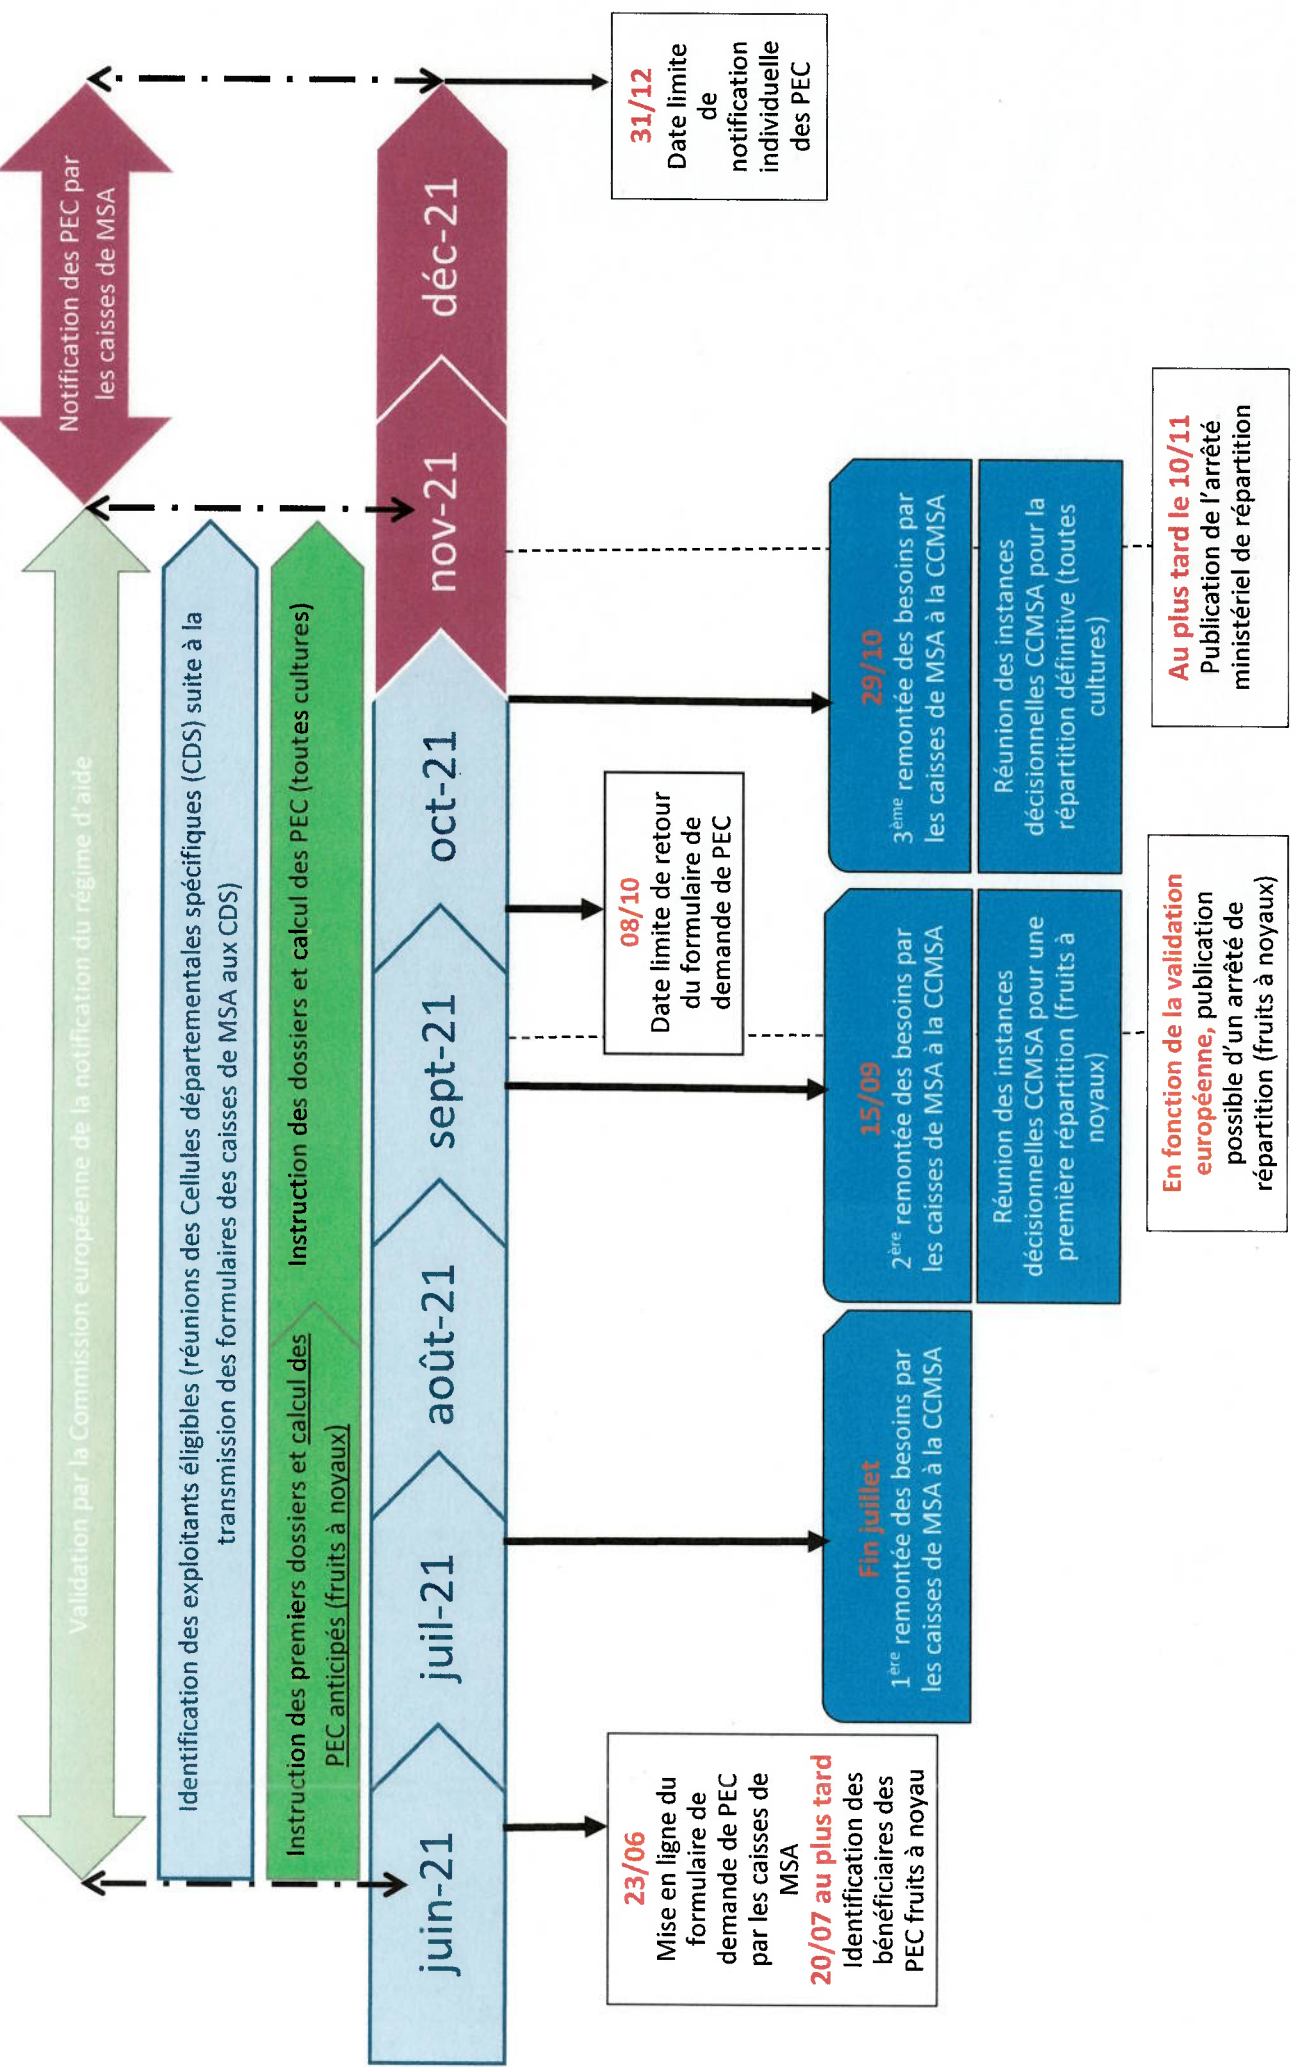 Validation par la Commission européenne de la notification du régime d'aide
Notification des PEC par
les caisses de MSA
Identification des exploitants éligibles (réunions des Cellules départementales spécifiques (CDS) suite à la
transmission des formulaires des caisses de MSA aux CDS)
Instruction des premiers dossiers et calcul des
PEC anticipés (fruits à noyaux)
Instruction des dossiers et calcul des PEC (toutes cultures)
juin-21
juil-21
août-21
sept-21
oct-21
nov-21
déc-21
23/06
Mise en ligne du
formulaire de
demande de PEC
par les caisses de
MSA
20/07 au plus tard
Identification des
bénéficiaires des
PEC fruits à noyau
08/10
Date limite de retour
du formulaire de
demande de PEC
31/12
Date limite
de
notification
individuelle
des PEC
Fin juillet
1ère remontée des besoins par
les caisses de MSA à la CCMSA
15/09
2ère remontée des besoins par
les caisses de MSA à la CCMSA
Réunion des instances
décisionnelles CCMSA pour une
première répartition (fruits à
noyaux)
29/10
3ème remontée des besoins par
les caisses de MSA à la CCMSA
Réunion des instances
décisionnelles CCMSA pour la
répartition définitive (toutes
cultures)
En fonction de la validation
européenne, publication
possible d'un arrêté de
répartition (fruits à noyaux)
Au plus tard le 10/11
Publication de l'arrêté
ministériel de répartition